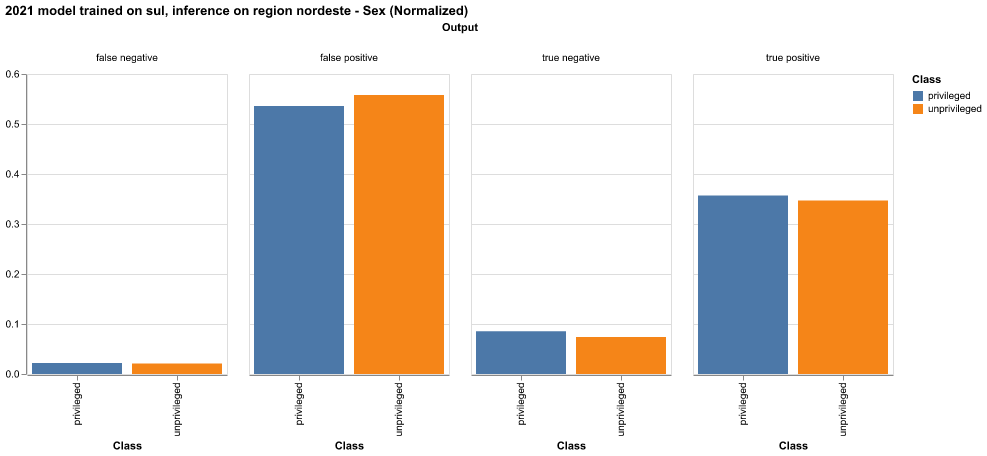 2021 model trained on sul, inference on region nordeste - Sex (Normalized)
Output
false negative
false positive
true negative
true positive
0.6
0.5
0.4
0.3
0.2
0.1
0.0
privileged
unprivileged
privileged
unprivileged
privileged
unprivileged
privileged
unprivileged
Class
Class
Class
Class
Class
privileged
unprivileged